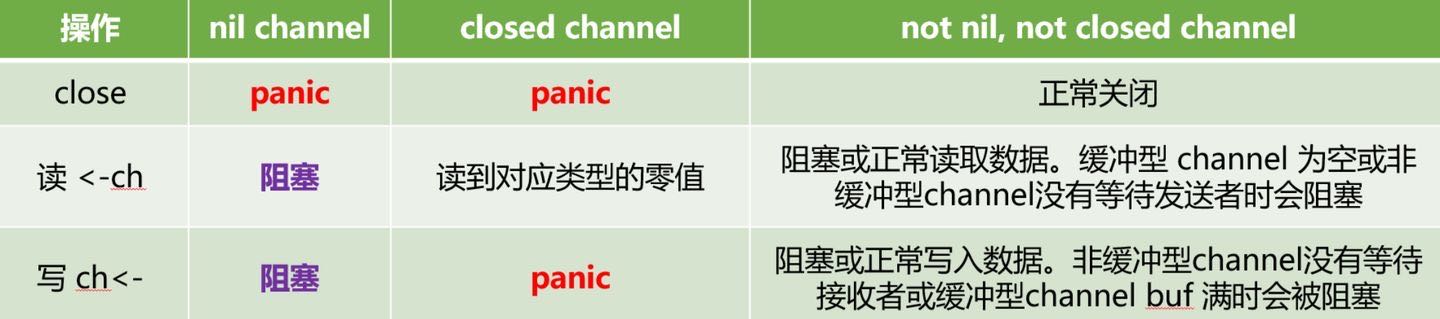 操作 nil channel closed channel not nil, not closed channel
close panic panic 正常关闭
读 <-ch 阻塞 读到对应类型的零值 阻塞或正常读取数据。缓冲型 channel 为空或非
缓冲型channel没有等待发送者时会阻塞
写 ch<- 阻塞 panic 阻塞或正常写入数据。非缓冲型channel没有等待
接收者或缓冲型channel buf 满时会被阻塞